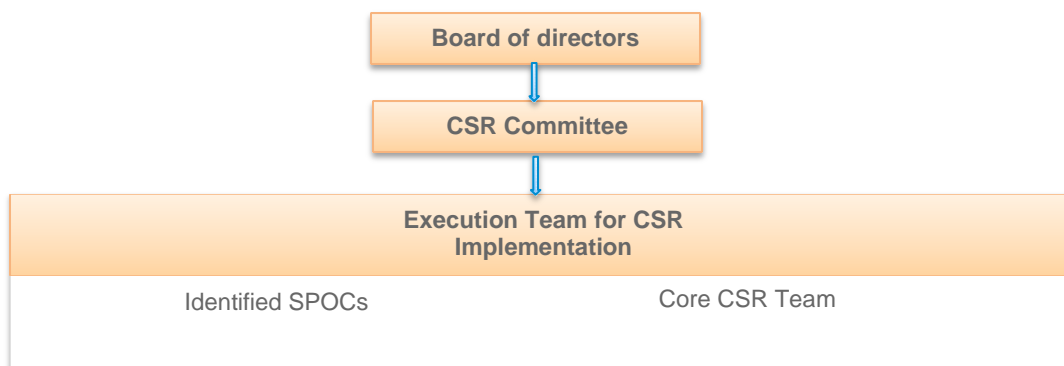 Board of directors
CSR Committee
Execution Team for CSR
Implementation
Identified SPOCs
Core CSR Team